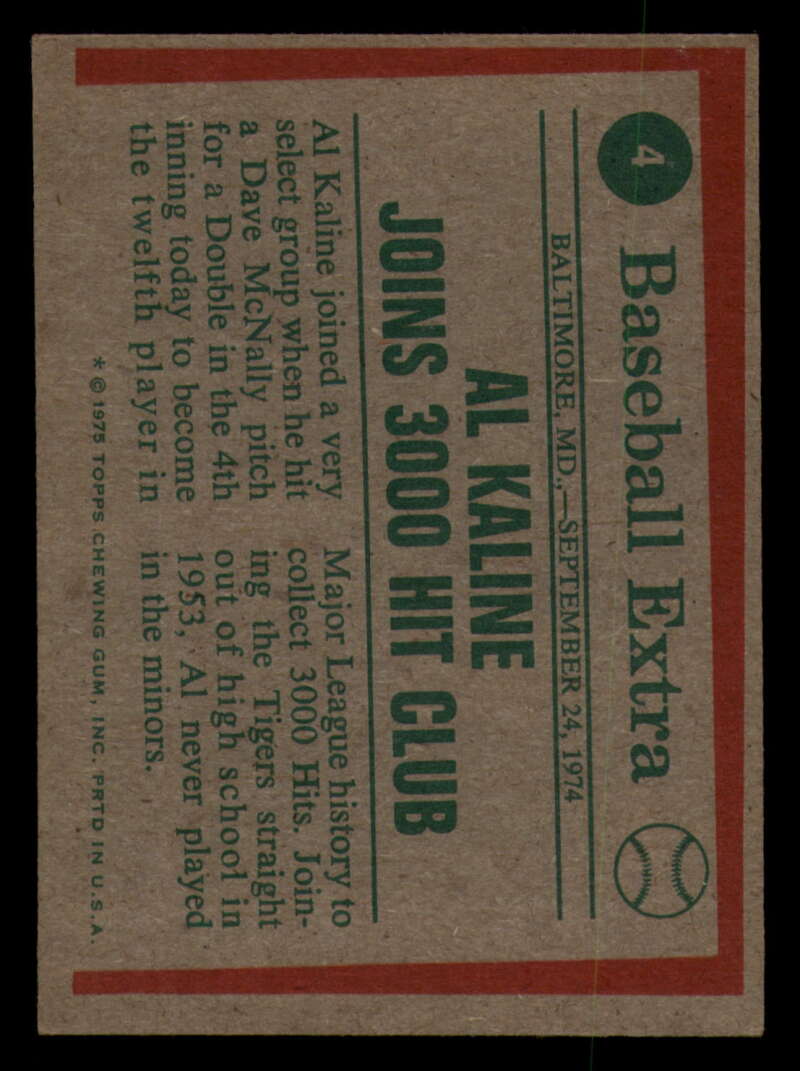 4
Baseball Extra
BALTIMORE, MD.,—SEPTEMBER 24, 1974
AL KALINE
JOINS 3000 HIT CLUB
Al Kaline joined a very
select group when he hit
a Dave McNally pitch
for a Double in the 4th
inning today to become
the twelfth player in
Major League history to
collect 3000 Hits. Join-
ing the Tigers straight
out of high school in
1953, Al never played
in the minors.
* © 1975 TOPPS CHEWING GUM, INC. PRTD IN U.S.A.